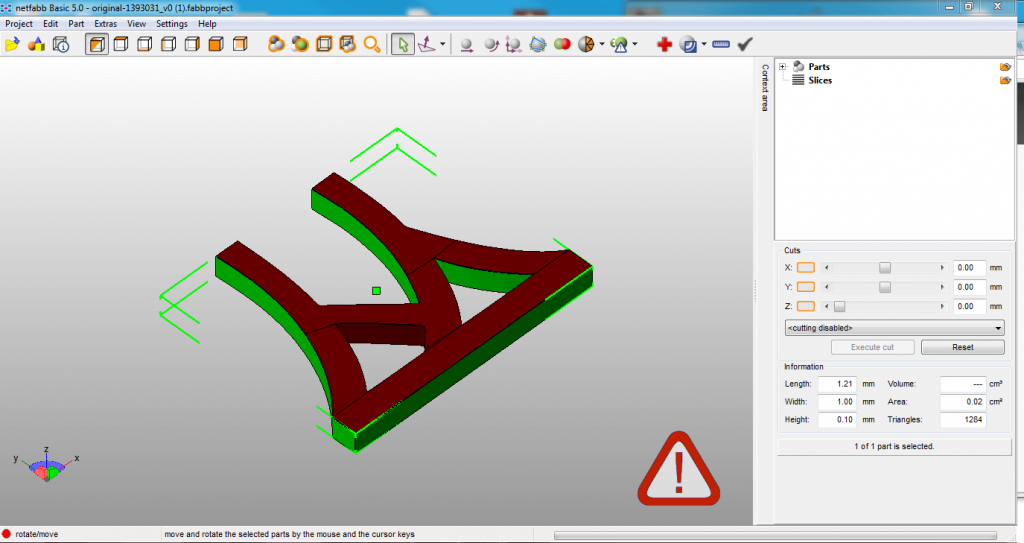 netfabb Basic 5.0 - original-1393031_v0 (1).fabbproject
Project Edit Part Extras View Settings Help
Context area
Parts
Slices
Cuts
X: 0.00 mm
Y: 0.00 mm
Z: 0.00 mm
<cutting disabled>
Execute cut Reset
Information
Length: 1.21 mm Volume: --- cm³
Width: 1.00 mm Area: 0.02 cm²
Height: 0.10 mm Triangles: 1284
1 of 1 part is selected.
z
y x
!
rotate/move move and rotate the selected parts by the mouse and the cursor keys